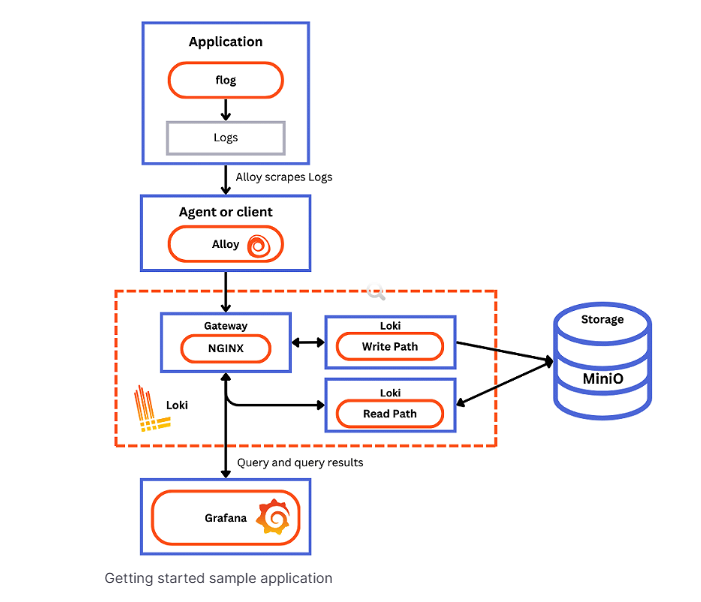 Application
flog
Logs
Alloy scrapes Logs
Agent or client
Alloy
Gateway
NGINX
Loki
Write Path
Loki
Read Path
Loki
Storage
MiniO
Query and query results
Grafana
Getting started sample application